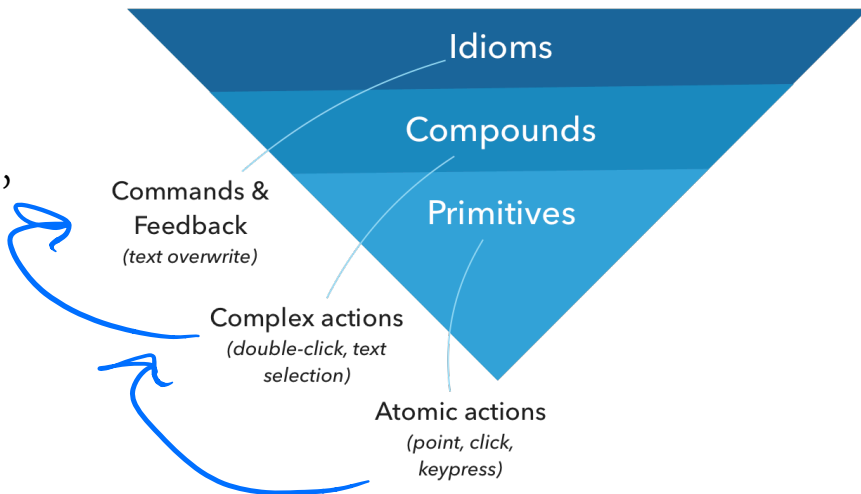 Idioms
Compounds
,
Commands &
Feedback
(text overwrite)
Primitives
Complex actions
(double-click, text
selection)
Atomic actions
(point, click,
keypress)